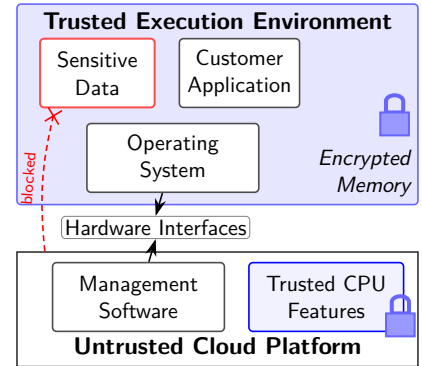 Trusted Execution Environment
Sensitive
Data
Customer
Application
Operating
System
Encrypted
Memory
blocked
Hardware Interfaces
Management
Software
Trusted CPU
Features
Untrusted Cloud Platform